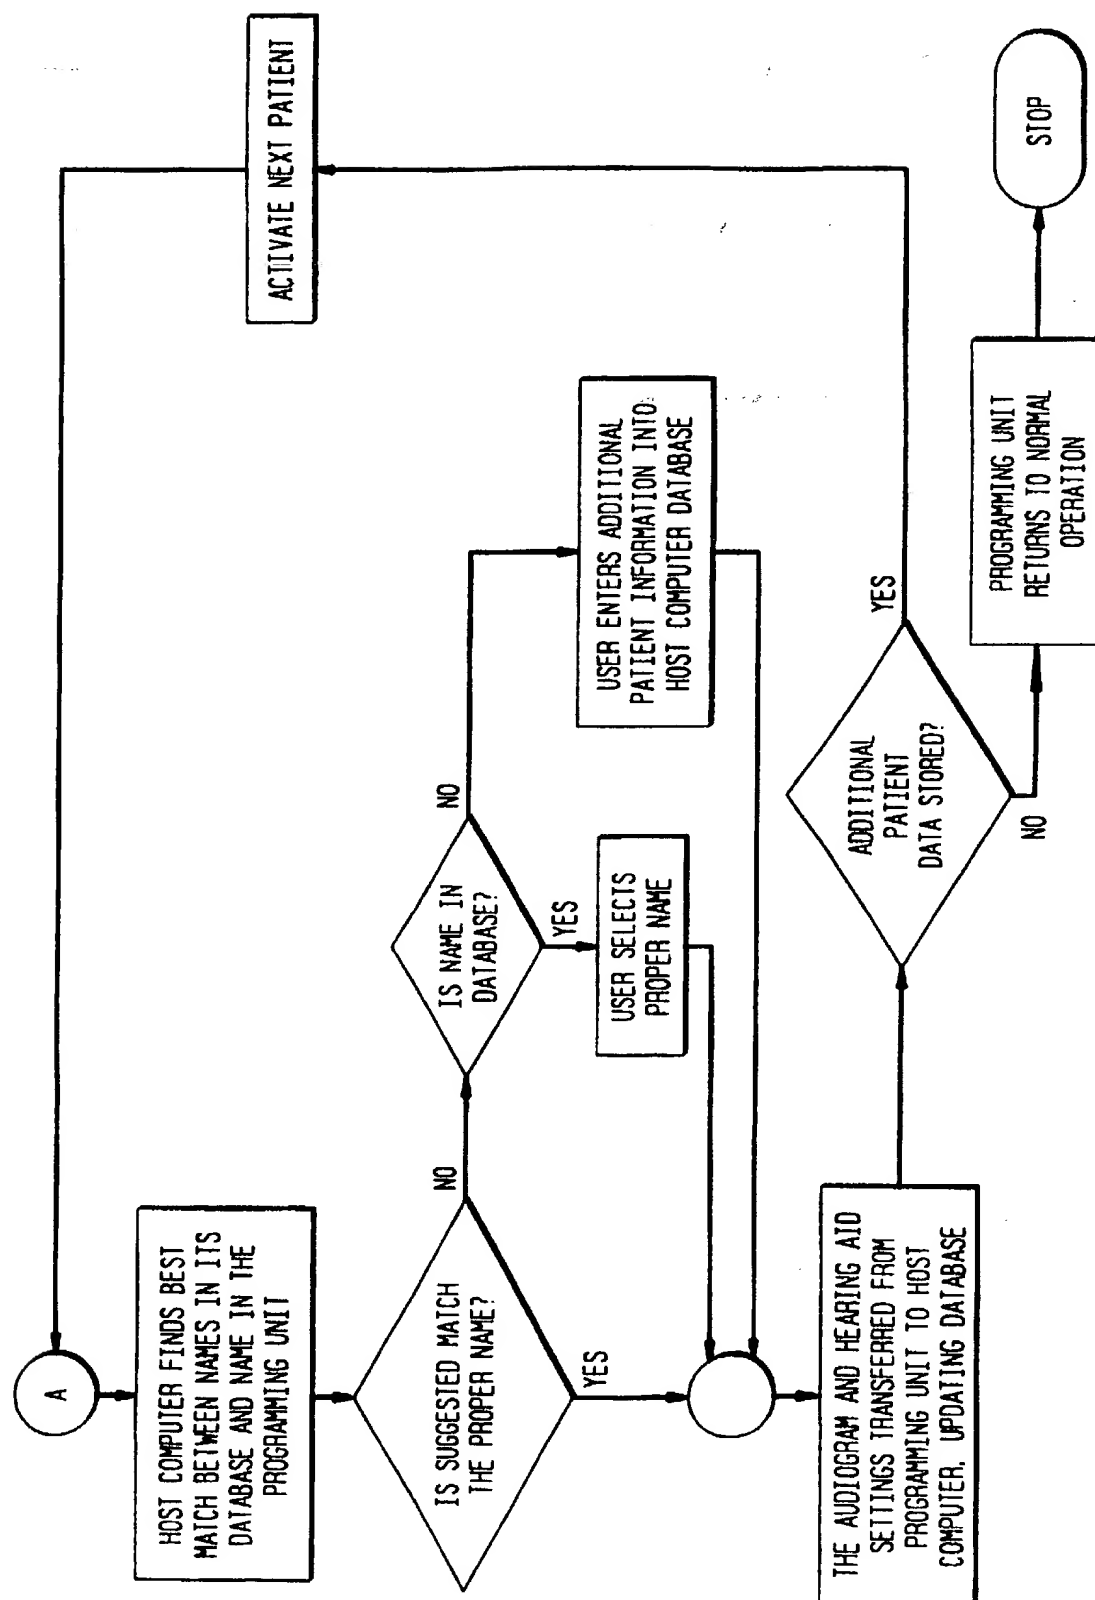 A
HOST COMPUTER FINDS BEST
MATCH BETWEEN NAMES IN ITS
DATABASE AND NAME IN THE
PROGRAMMING UNIT
IS SUGGESTED MATCH
THE PROPER NAME?
NO
YES
IS NAME IN
DATABASE?
NO
YES
USER SELECTS
PROPER NAME
USER ENTERS ADDITIONAL
PATIENT INFORMATION INTO
HOST COMPUTER DATABASE
THE AUDIOGRAM AND HEARING AID
SETTINGS TRANSFERRED FROM
PROGRAMMING UNIT TO HOST
COMPUTER, UPDATING DATABASE
ADDITIONAL
PATIENT
DATA STORED?
YES
NO
ACTIVATE NEXT PATIENT
PROGRAMMING UNIT
RETURNS TO NORMAL
OPERATION
STOP